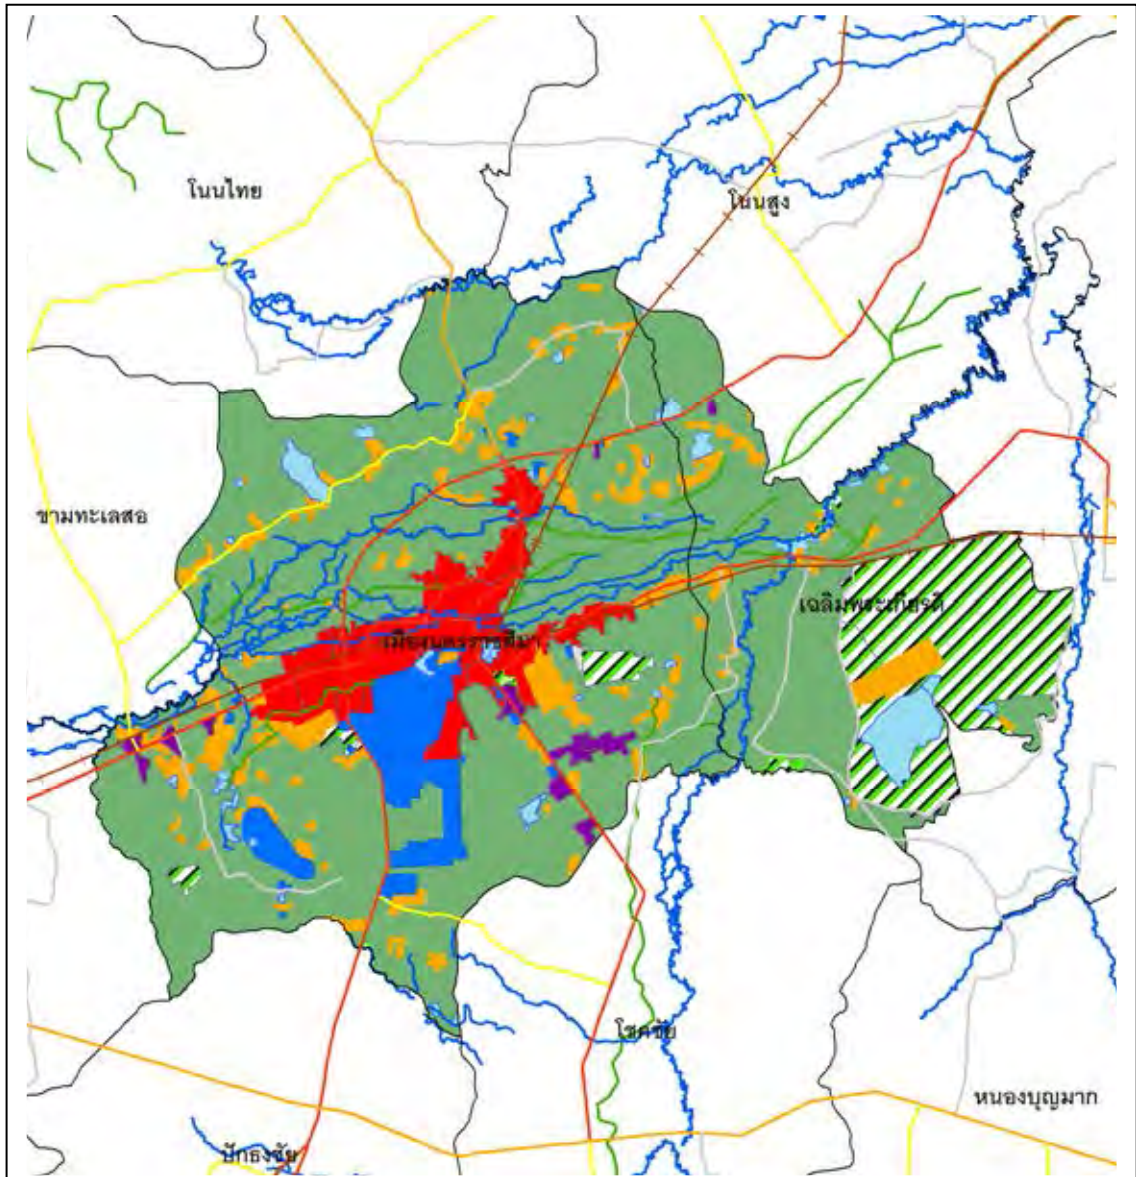 โนนไทย
โนนสูง
ขามทะเลสอ
เฉลิมพระเกียรติ
เมืองนครราชสีมา
โชคชัย
หนองบุญมาก
ปักธงชัย